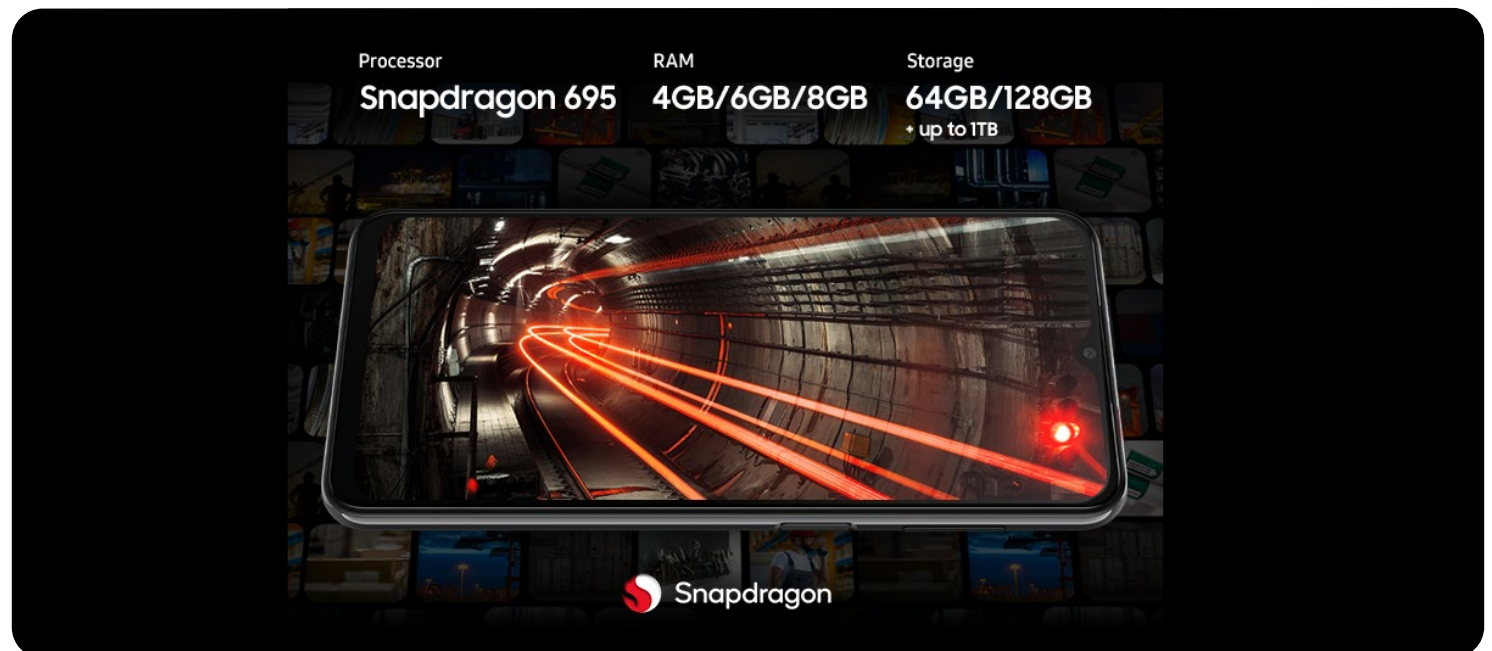 Processor
Snapdragon 695
RAM
4GB/6GB/8GB
Storage
64GB/128GB
+ up to 1TB
Snapdragon